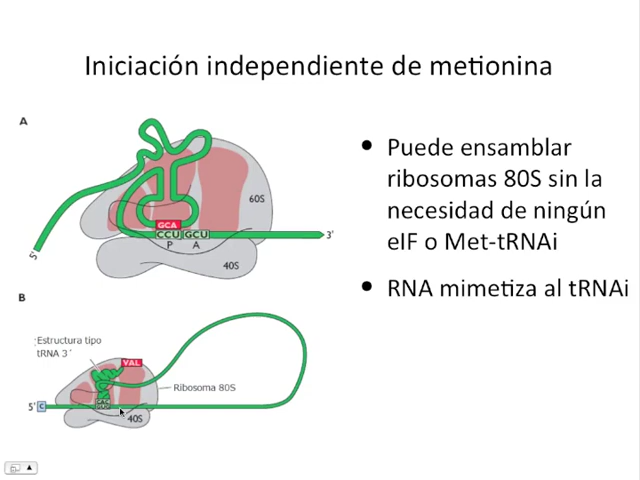 Iniciación independiente de metionina
A
60S
GCA
CCU GCU
P A
3'
5'
40S
B
Estructura tipo
tRNA 3'
VAL
Ribosoma 80S
5' C
40S
• Puede ensamblar
ribosomas 80S sin la
necesidad de ningún
eIF o Met-tRNAi
• RNA mimetiza al tRNAi